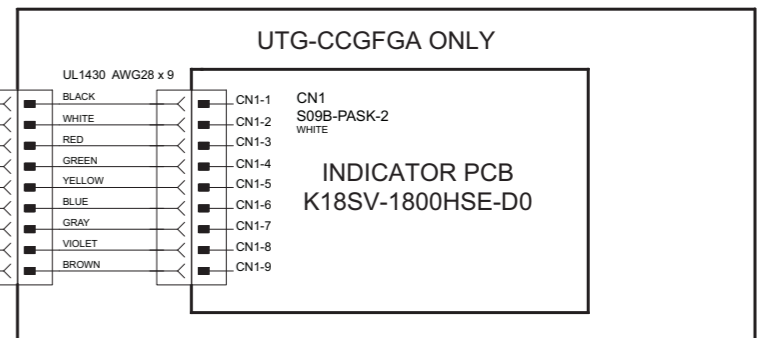 UTG-CCGFGA ONLY
UL1430 AWG28 x 9
BLACK
WHITE
RED
GREEN
YELLOW
BLUE
GRAY
VIOLET
BROWN
CN1-1
CN1-2
CN1-3
CN1-4
CN1-5
CN1-6
CN1-7
CN1-8
CN1-9
CN1
S09B-PASK-2
WHITE
INDICATOR PCB
K18SV-1800HSE-D0